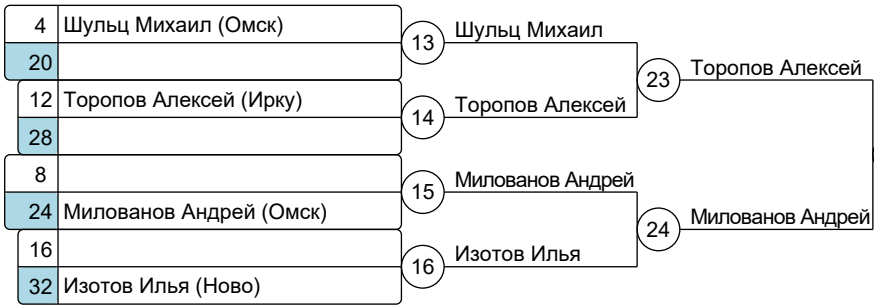 4 Шульц Михаил (Омск)
20
12 Торопов Алексей (Ирку)
28
8
24 Милованов Андрей (Омск)
16
32 Изотов Илья (Ново)
13 Шульц Михаил
14 Торопов Алексей
15 Милованов Андрей
16 Изотов Илья
23 Торопов Алексей
24 Милованов Андрей